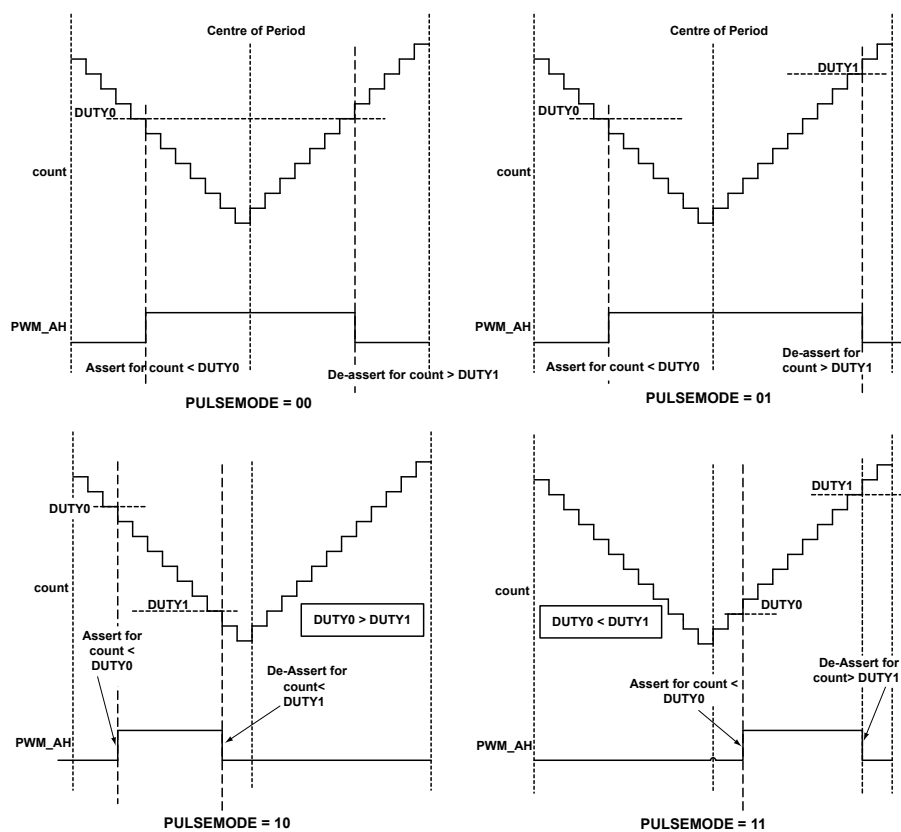 Centre of Period
DUTY0
count
PWM_AH
Assert for count < DUTY0
De-assert for count > DUTY1
PULSEMODE = 00
Centre of Period
DUTY1
DUTY0
count
PWM_AH
Assert for count < DUTY0
De-assert for
count > DUTY1
PULSEMODE = 01
DUTY0
count
DUTY1
DUTY0 > DUTY1
Assert for
count <
DUTY0
De-Assert for
count<
DUTY1
PWM_AH
PULSEMODE = 10
DUTY1
count
DUTY0
DUTY0 < DUTY1
Assert for count <
DUTY0
De-Assert for
count> DUTY1
PWM_AH
PULSEMODE = 11